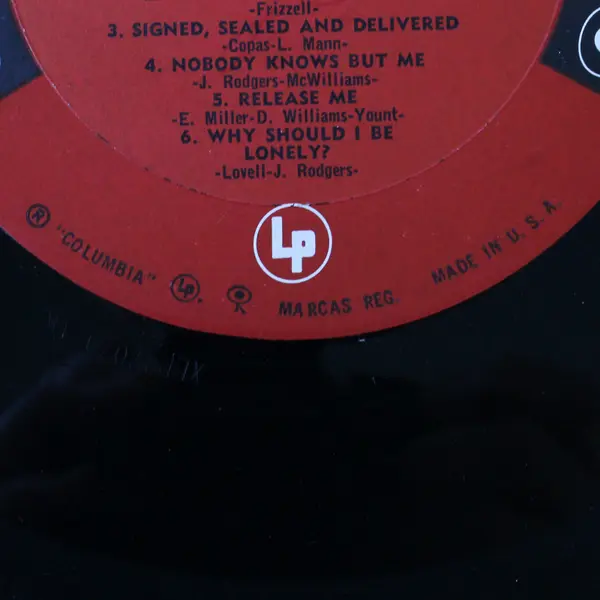 -Frizzell-
3. SIGNED, SEALED AND DELIVERED
-Copas-L. Mann-
4. NOBODY KNOWS BUT ME
-J. Rodgers-McWilliams-
5. RELEASE ME
-E. Miller-D. Williams-Yount-
6. WHY SHOULD I BE
LONELY?
-Lovell-J. Rodgers-
LP
® "COLUMBIA" LP. MARCAS REG. MADE IN U. S. A.